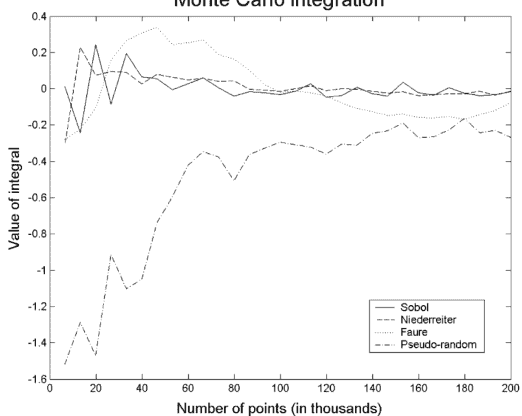 Monte Carlo integration
0.4
0.2
0
-0.2
-0.4
-0.6
-0.8
-1
-1.2
-1.4
-1.6
Value of integral
0 20 40 60 80 100 120 140 160 180 200
Number of points (in thousands)
Sobol
Niederreiter
Faure
Pseudo-random